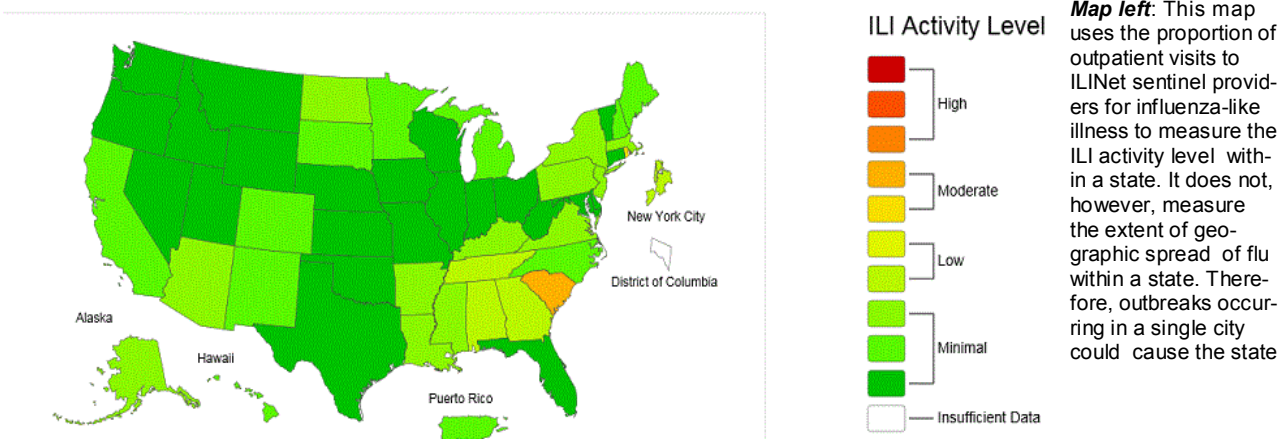 ILI Activity Level
High
Moderate
Low
Minimal
Insufficient Data
New York City
District of Columbia
Alaska
Hawaii
Puerto Rico
Map left: This map
uses the proportion of
outpatient visits to
ILINet sentinel provid-
ers for influenza-like
illness to measure the
ILI activity level with-
in a state. It does not,
however, measure
the extent of geo-
graphic spread of flu
within a state. There-
fore, outbreaks occur-
ring in a single city
could cause the state